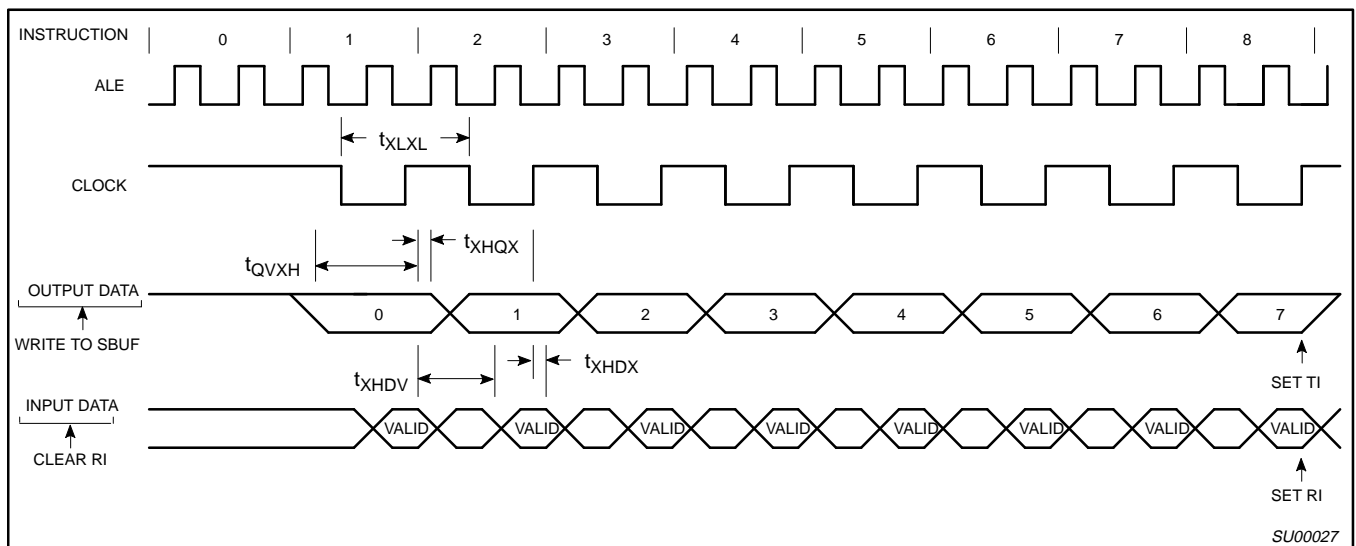 INSTRUCTION 0 1 2 3 4 5 6 7 8
ALE
tXLXL
CLOCK
tXHQX
tQVXH
OUTPUT DATA
0 1 2 3 4 5 6 7
WRITE TO SBUF
tXHDX
tXHDV
SET TI
INPUT DATA
VALID VALID VALID VALID VALID VALID VALID VALID
CLEAR RI
SET RI
SU00027